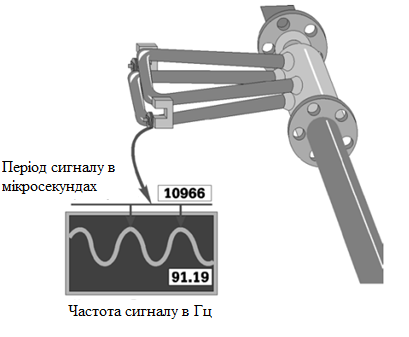 Період сигналу в
мікросекундах
10966
91.19
Частота сигналу в Гц